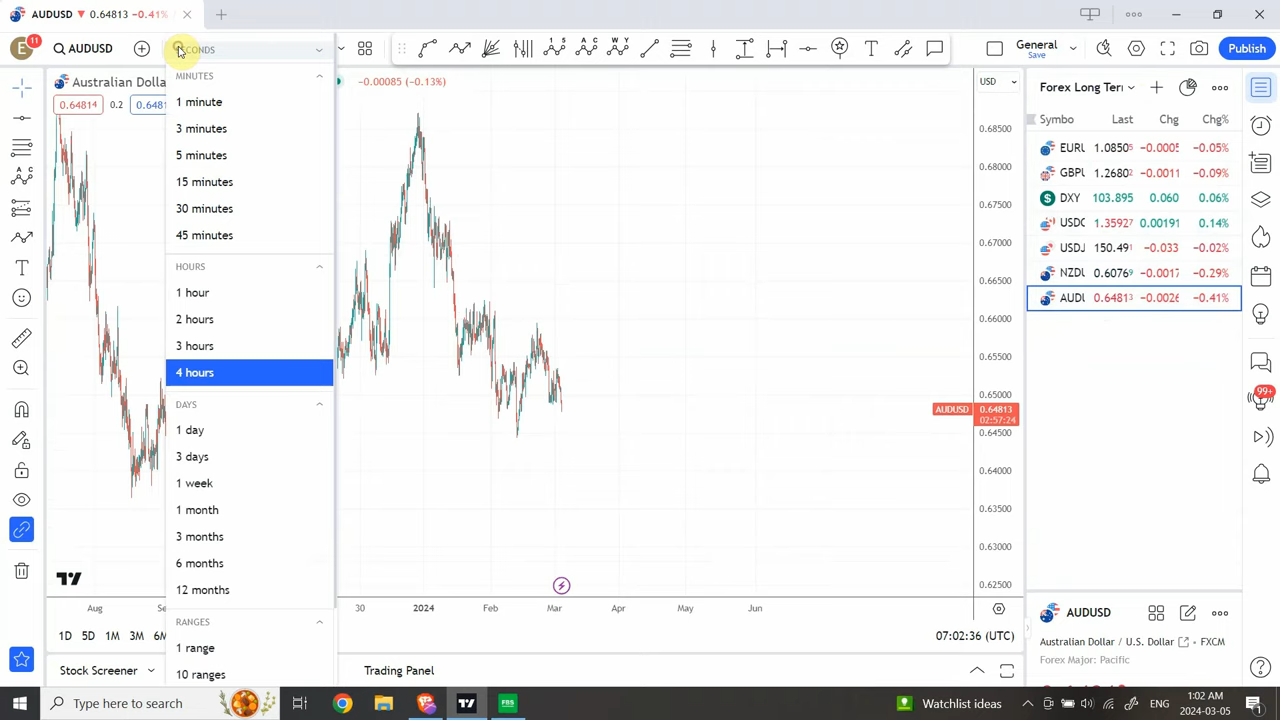 AUDUSD ▼ 0.64813 −0.41%
E 11
AUDUSD
General
Save
Publish
SECONDS
MINUTES
1 minute
3 minutes
5 minutes
15 minutes
30 minutes
45 minutes
HOURS
1 hour
2 hours
3 hours
4 hours
DAYS
1 day
3 days
1 week
1 month
3 months
6 months
12 months
RANGES
1 range
10 ranges
Australian Dollar
−0.00085 (−0.13%)
0.64814 0.2
USD
0.68500
0.68000
0.67500
0.67000
0.66500
0.66000
0.65500
0.65000
AUDUSD 0.64813
02:57:24
0.64500
0.64000
0.63500
0.63000
0.62500
Aug 30 2024 Feb Mar Apr May Jun
1D 5D 1M 3M
07:02:36 (UTC)
Stock Screener
Trading Panel
Forex Long Ter
Symbo Last Chg Chg%
EURU 1.08505 −0.0005 −0.05%
GBPU 1.26802 −0.0011 −0.09%
DXY 103.895 0.060 0.06%
USDC 1.35927 0.00191 0.14%
USDJ 150.491 −0.033 −0.02%
NZDU 0.60769 −0.0017 −0.29%
AUDU 0.64813 −0.0026 −0.41%
99+
AUDUSD
Australian Dollar / U.S. Dollar • FXCM
Forex Major: Pacific
Type here to search
FBS
Watchlist ideas
ENG
1:02 AM
2024-03-05